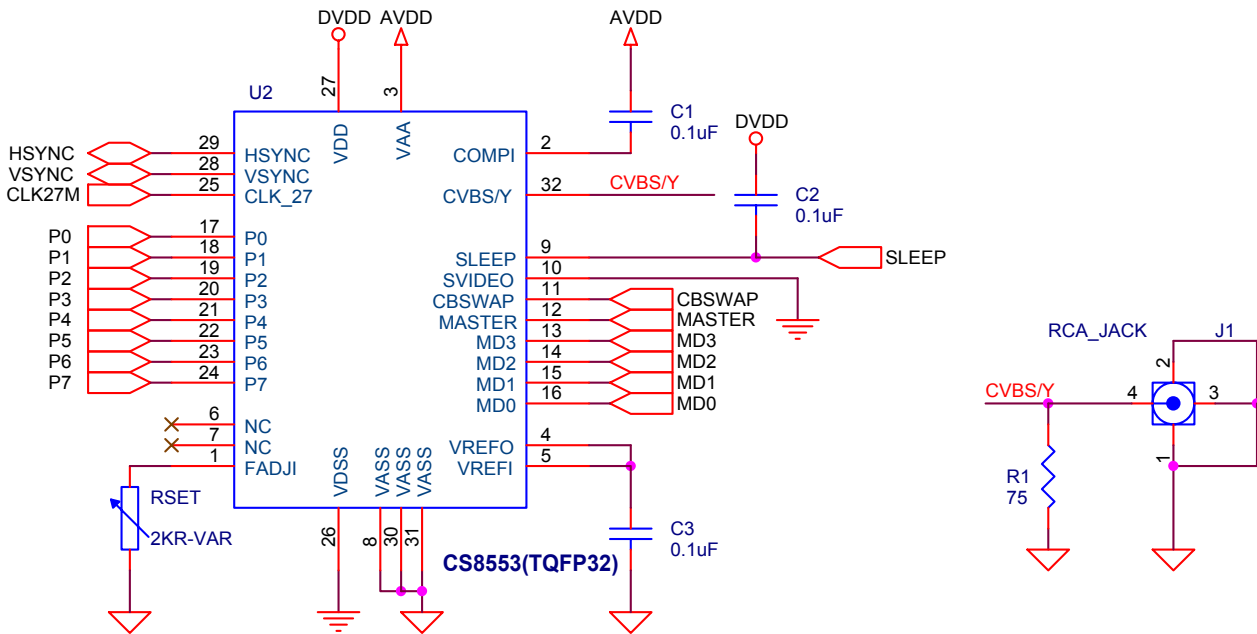 DVDD AVDD
AVDD
U2
27
3
VDD
VAA
C1
0.1uF
DVDD
C2
0.1uF
HSYNC 29 HSYNC
VSYNC 28 VSYNC
CLK27M 25 CLK_27
P0 17 P0
P1 18 P1
P2 19 P2
P3 20 P3
P4 21 P4
P5 22 P5
P6 23 P6
P7 24 P7
6 NC
7 NC
1 FADJI
RSET
2KR-VAR
COMPI 2
CVBS/Y 32 CVBS/Y
SLEEP 9 SLEEP
SVIDEO 10
CBSWAP 11 CBSWAP
MASTER 12 MASTER
MD3 13 MD3
MD2 14 MD2
MD1 15 MD1
MD0 16 MD0
VREFO 4
VREFI 5
VDSS
VASS
VASS
VASS
26
8
30
31
C3
0.1uF
CS8553(TQFP32)
RCA_JACK J1
2
CVBS/Y 4 3
1
R1
75